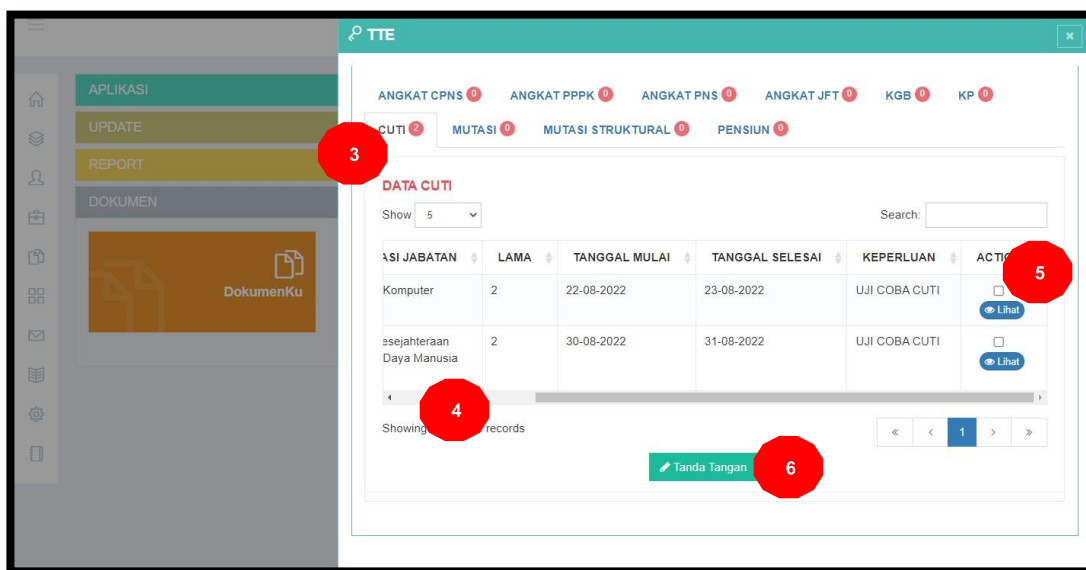 TTE
×
APLIKASI
UPDATE
REPORT
DOKUMEN
DokumenKu
ANGKAT CPNS 0 ANGKAT PPPK 0 ANGKAT PNS 0 ANGKAT JFT 0 KGB 0 KP 0
CUTI 2 MUTASI 0 MUTASI STRUKTURAL 0 PENSIUN 0
3
DATA CUTI
Show 5 Search:
ASI JABATAN LAMA TANGGAL MULAI TANGGAL SELESAI KEPERLUAN
5
Komputer 2 22-08-2022 23-08-2022 UJI COBA CUTI
Lihat
esejahteraan 2 30-08-2022 31-08-2022 UJI COBA CUTI
Daya Manusia
Lihat
4
Showing records
« < 1 > »
Tanda Tangan 6